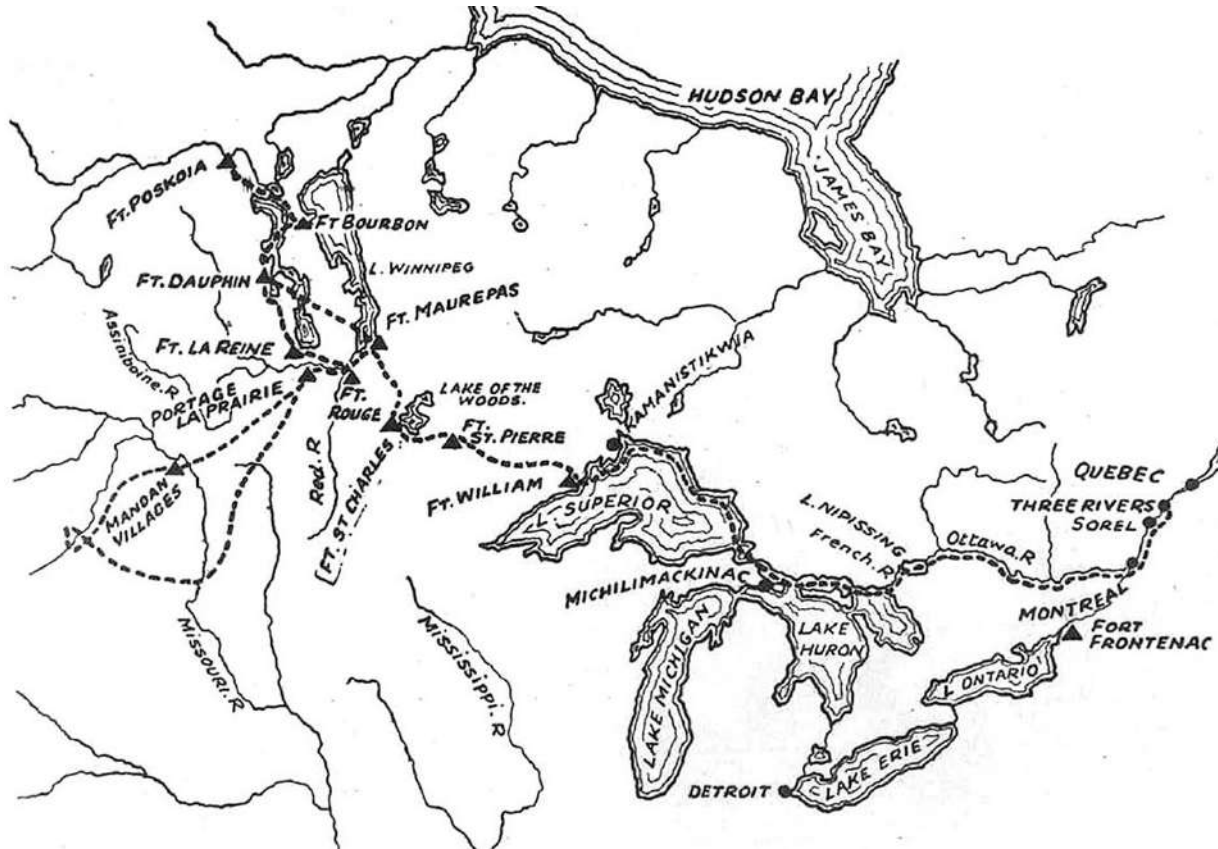 HUDSON BAY
JAMES BAY
FT. POSKOIA
FT BOURBON
L. WINNIPEG
FT. DAUPHIN
FT. MAUREPAS
Assiniboine. R
FT. LA REINE
PORTAGE
LA PRAIRIE
FT.
ROUGE
LAKE OF THE
WOODS.
KAMANISTIKWIA
FT.
ST. PIERRE
Red. R
FT. ST CHARLES
FT. WILLIAM
MANDAN
VILLAGES
L. SUPERIOR
L. NIPISSING
French. R
Ottawa. R
QUEBEC
THREE RIVERS
SOREL
MICHILIMACKINAC
MONTREAL
FORT
FRONTENAC
Missouri. R
Mississippi. R
LAKE MICHIGAN
LAKE
HURON
L ONTARIO
LAKE ERIE
DETROIT